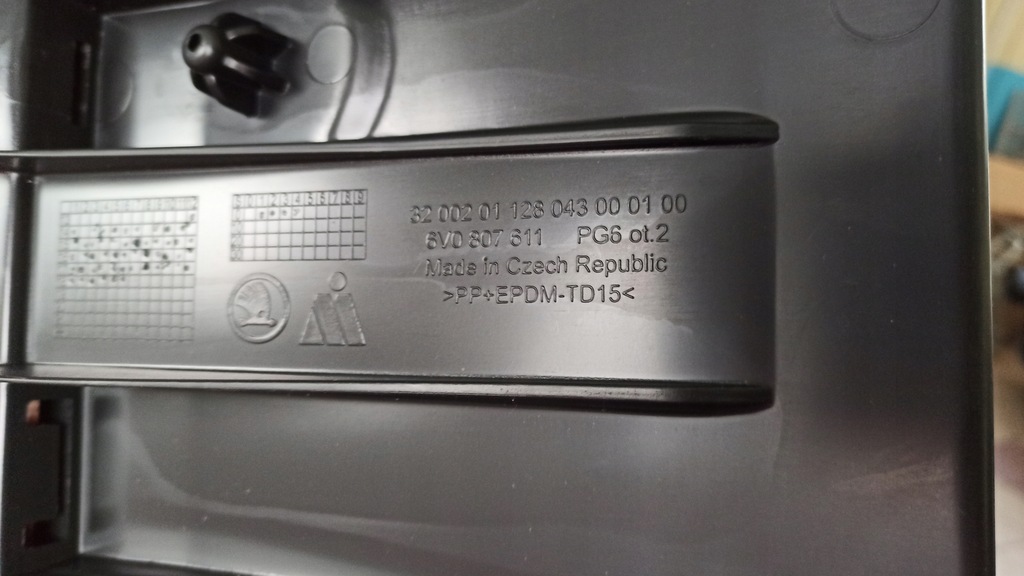 32 002 01 128 043 00 01 00
6V0 807 611 PG6 ot.2
Made in Czech Republic
>PP+EPDM-TD15<